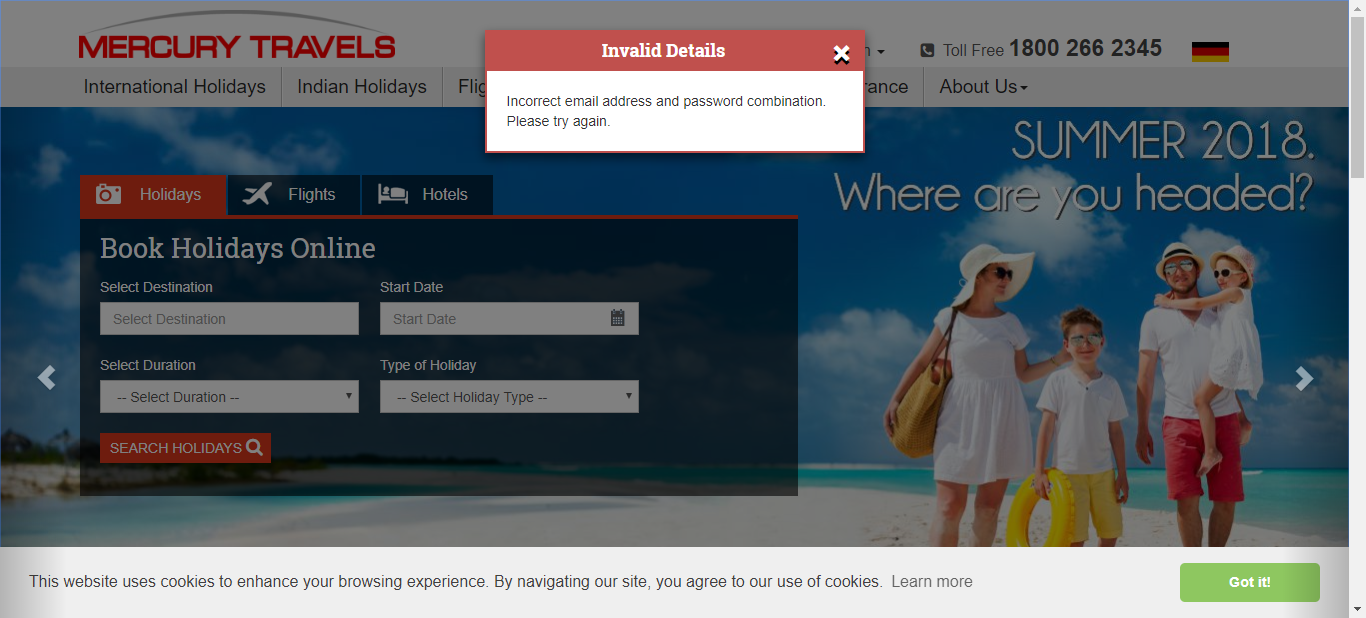 MERCURY TRAVELS
Toll Free 1800 266 2345
Invalid Details
Incorrect email address and password combination.
Please try again.
International Holidays
Indian Holidays
About Us
SUMMER 2018.
Where are you headed?
Holidays
Flights
Hotels
Book Holidays Online
Select Destination
Start Date
Select Destination
Start Date
Select Duration
Type of Holiday
-- Select Duration --
-- Select Holiday Type --
SEARCH HOLIDAYS
This website uses cookies to enhance your browsing experience. By navigating our site, you agree to our use of cookies. Learn more
Got it!